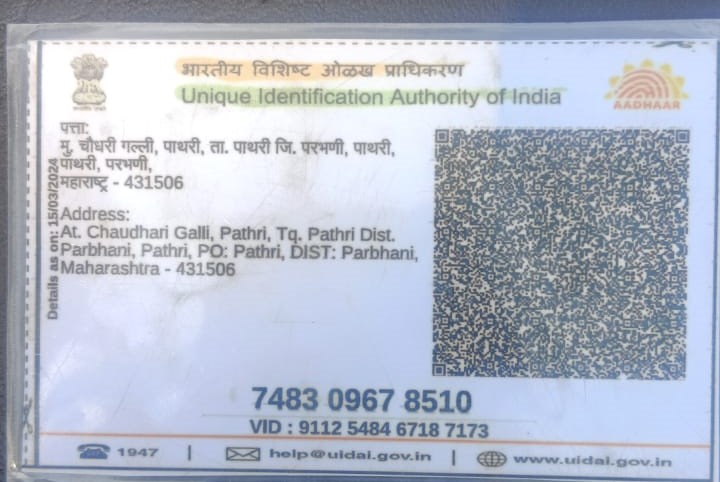 भारतीय विशिष्ट ओळख प्राधिकरण
Unique Identification Authority of India
AADHAAR
पत्ता:
मु. चौधरी गल्ली, पाथरी, ता. पाथरी जि. परभणी, पाथरी,
पाथरी, परभणी,
महाराष्ट्र - 431506
Address:
At. Chaudhari Galli, Pathri, Tq. Pathri Dist.
Parbhani, Pathri, PO: Pathri, DIST: Parbhani,
Maharashtra - 431506
Details as on: 15/03/2024
7483 0967 8510
VID : 9112 5484 6718 7173
1947 | help@uidai.gov.in | www.uidai.gov.in